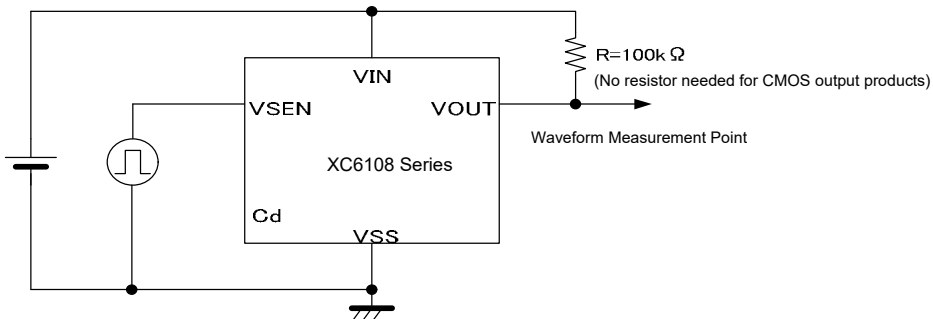 R=100kΩ
(No resistor needed for CMOS output products)
VIN
VSEN
VOUT
Waveform Measurement Point
XC6108 Series
Cd
VSS